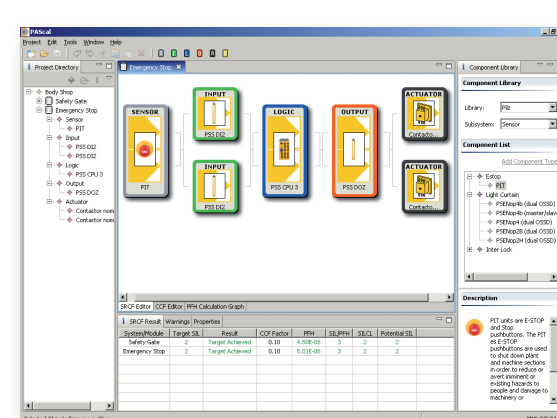 PAScal
Project Edit Tools Window Help
Project Directory
Body Shop
Safety Gate
Emergency Stop
Sensor
PIT
Input
PSS DI2
PSS DI2
Logic
PSS CPU 3
Output
PSS DOZ
Actuator
Contactor nom
Contactor nom
Emergency Stop
SENSOR
PIT
INPUT
PSS DI2
INPUT
PSS DI2
LOGIC
PSS CPU 3
OUTPUT
PSS DOZ
ACTUATOR
Contacto...
ACTUATOR
Contacto...
SRCF Editor CCF Editor PFH Calculation Graph
SRCF Result Warnings Properties
System/Module Target SIL Result CCF Factor PFH SIL/PFH SILCL Potential SIL
Safety Gate 2 Target Achieved 0.10 4.50E-08 3 2 2
Emergency Stop 2 Target Achieved 0.10 5.01E-08 3 2 2
Component Library
Component Library
Library: Pilz
Subsystem: Sensor
Component List
Add Component Type
Estop
PIT
Light Curtain
PSENop4b (dual OSSD)
PSENop4b (master/slav
PSENop4 (dual OSSD)
PSENop2B (dual OSSD)
PSENop2H (dual OSSD)
Inter Lock
Description
PIT units are E-STOP
and Stop
pushbuttons. The PIT
es E-STOP
pushbuttons are used
to shut down plant
and machine sections
in order to reduce or
avert imminent or
existing hazards to
people and damage to
machinery or